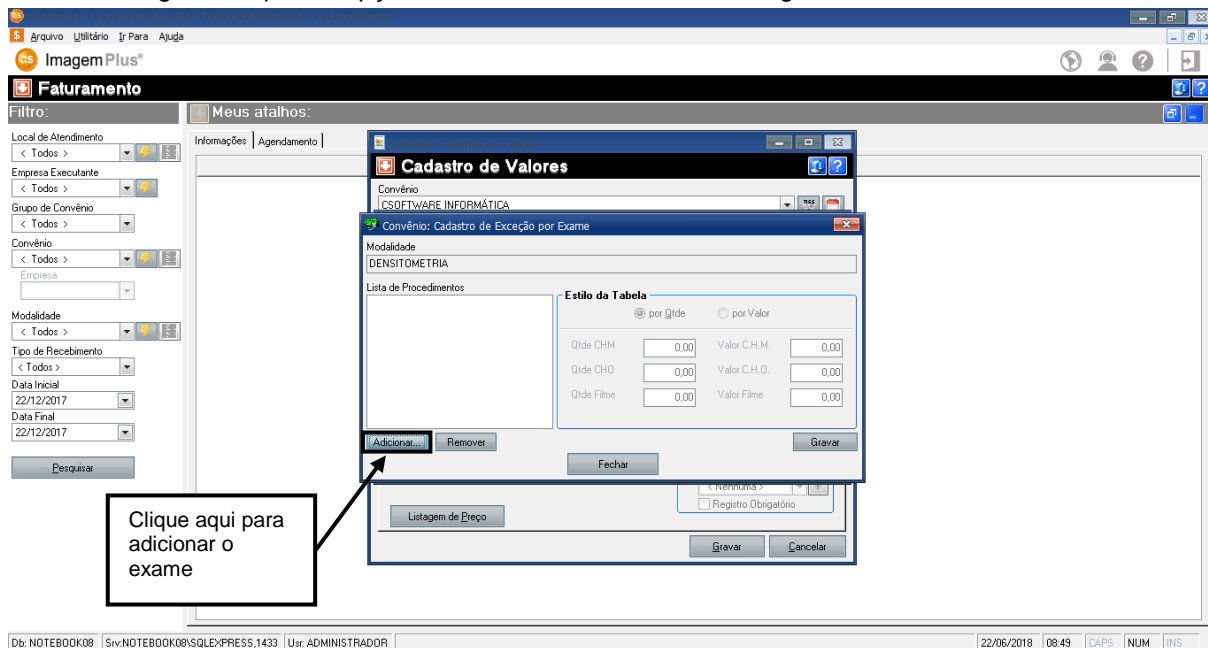 Arquivo Utilitário Ir Para Ajuda
ImagemPlus®
Faturamento
Filtro:
Meus atalhos:
Local de Atendimento
< Todos >
Empresa Executante
< Todos >
Grupo de Convênio
< Todos >
Convênio
< Todos >
Empresa
Modalidade
< Todos >
Tipo de Recebimento
< Todos >
Data Inicial
22/12/2017
Data Final
22/12/2017
Pesquisar
Informações Agendamento
Cadastro de Valores
Convênio
CSOFTWARE INFORMÁTICA
Convênio: Cadastro de Exceção por Exame
Modalidade
DENSITOMETRIA
Lista de Procedimentos
Estilo da Tabela
por Qtde por Valor
Qtde CHM 0,00 Valor C.H.M. 0,00
Qtde CHO 0,00 Valor C.H.O. 0,00
Qtde Filme 0,00 Valor Filme 0,00
Adicionar... Remover Gravar
Fechar
< Nenhuma >
Registro Obrigatório
Listagem de Preço
Gravar Cancelar
Clique aqui para
adicionar o
exame
Db: NOTEBOOK08 Srv:NOTEBOOK08\SQLEXPRESS,1433 Usr: ADMINISTRADOR 22/06/2018 08:49 CAPS NUM INS